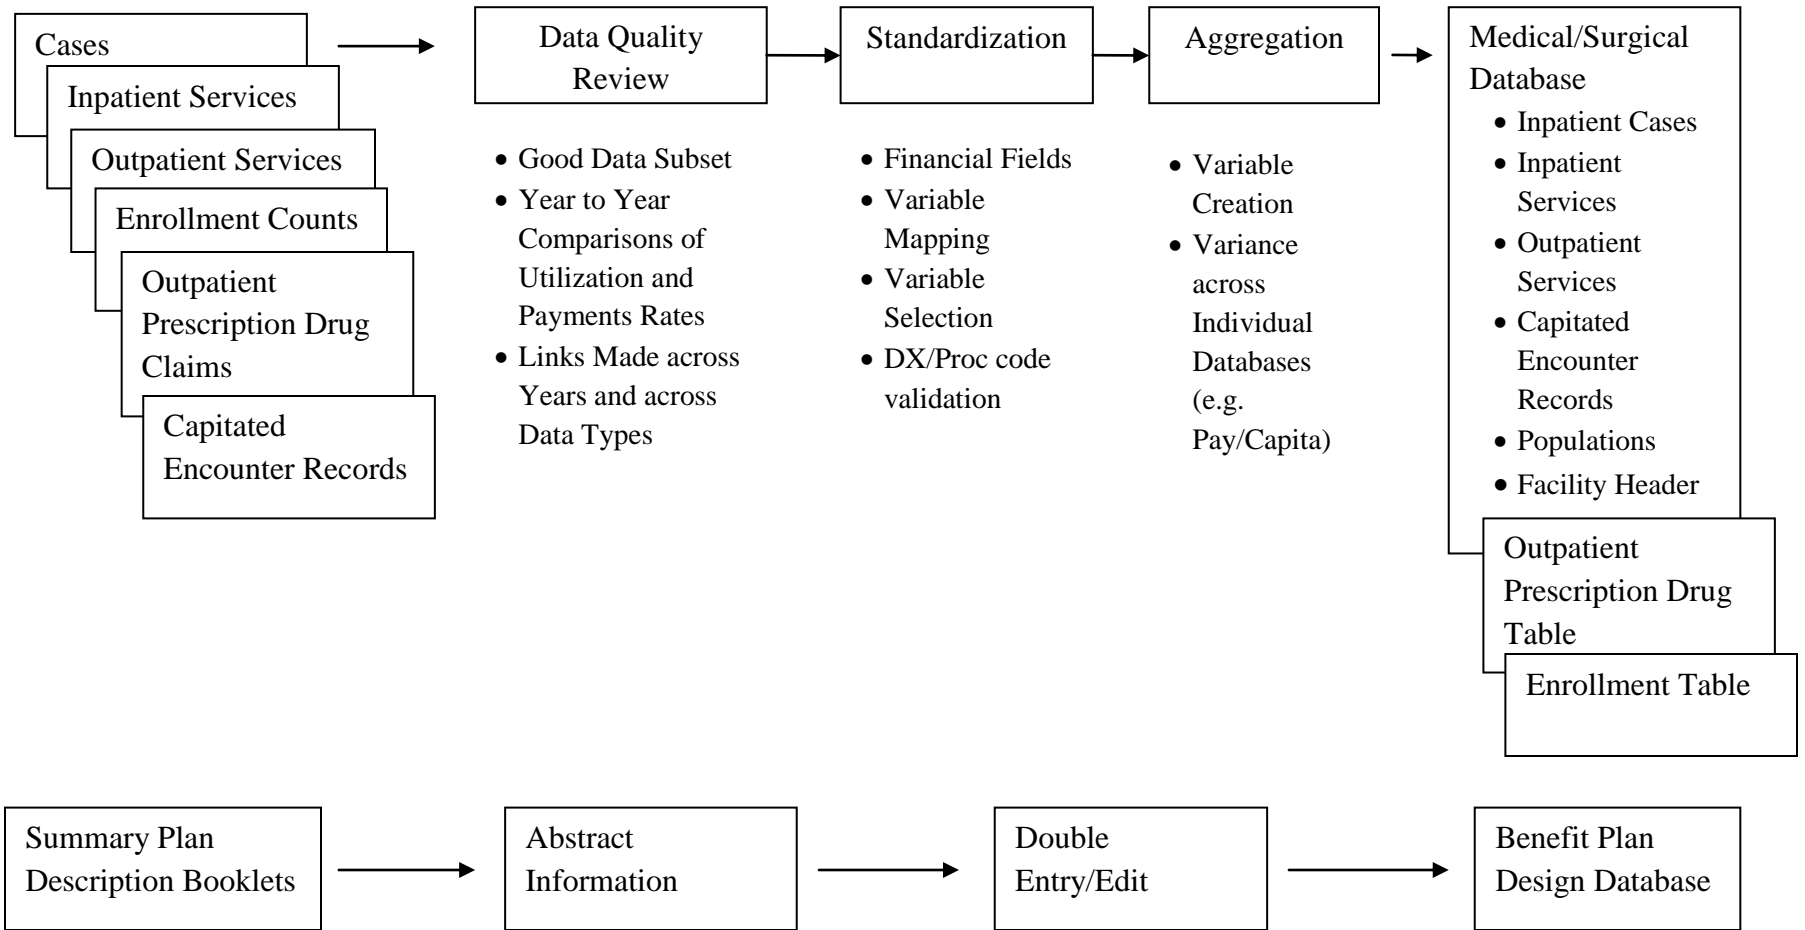 Cases
Inpatient Services
Outpatient Services
Enrollment Counts
Outpatient
Prescription Drug
Claims
Capitated
Encounter Records
Data Quality
Review
• Good Data Subset
• Year to Year
Comparisons of
Utilization and
Payments Rates
• Links Made across
Years and across
Data Types
Standardization
• Financial Fields
• Variable
Mapping
• Variable
Selection
• DX/Proc code
validation
Aggregation
• Variable
Creation
• Variance
across
Individual
Databases
(e.g.
Pay/Capita)
Medical/Surgical
Database
• Inpatient Cases
• Inpatient
Services
• Outpatient
Services
• Capitated
Encounter
Records
• Populations
• Facility Header
Outpatient
Prescription Drug
Table
Enrollment Table
Summary Plan
Description Booklets
Abstract
Information
Double
Entry/Edit
Benefit Plan
Design Database